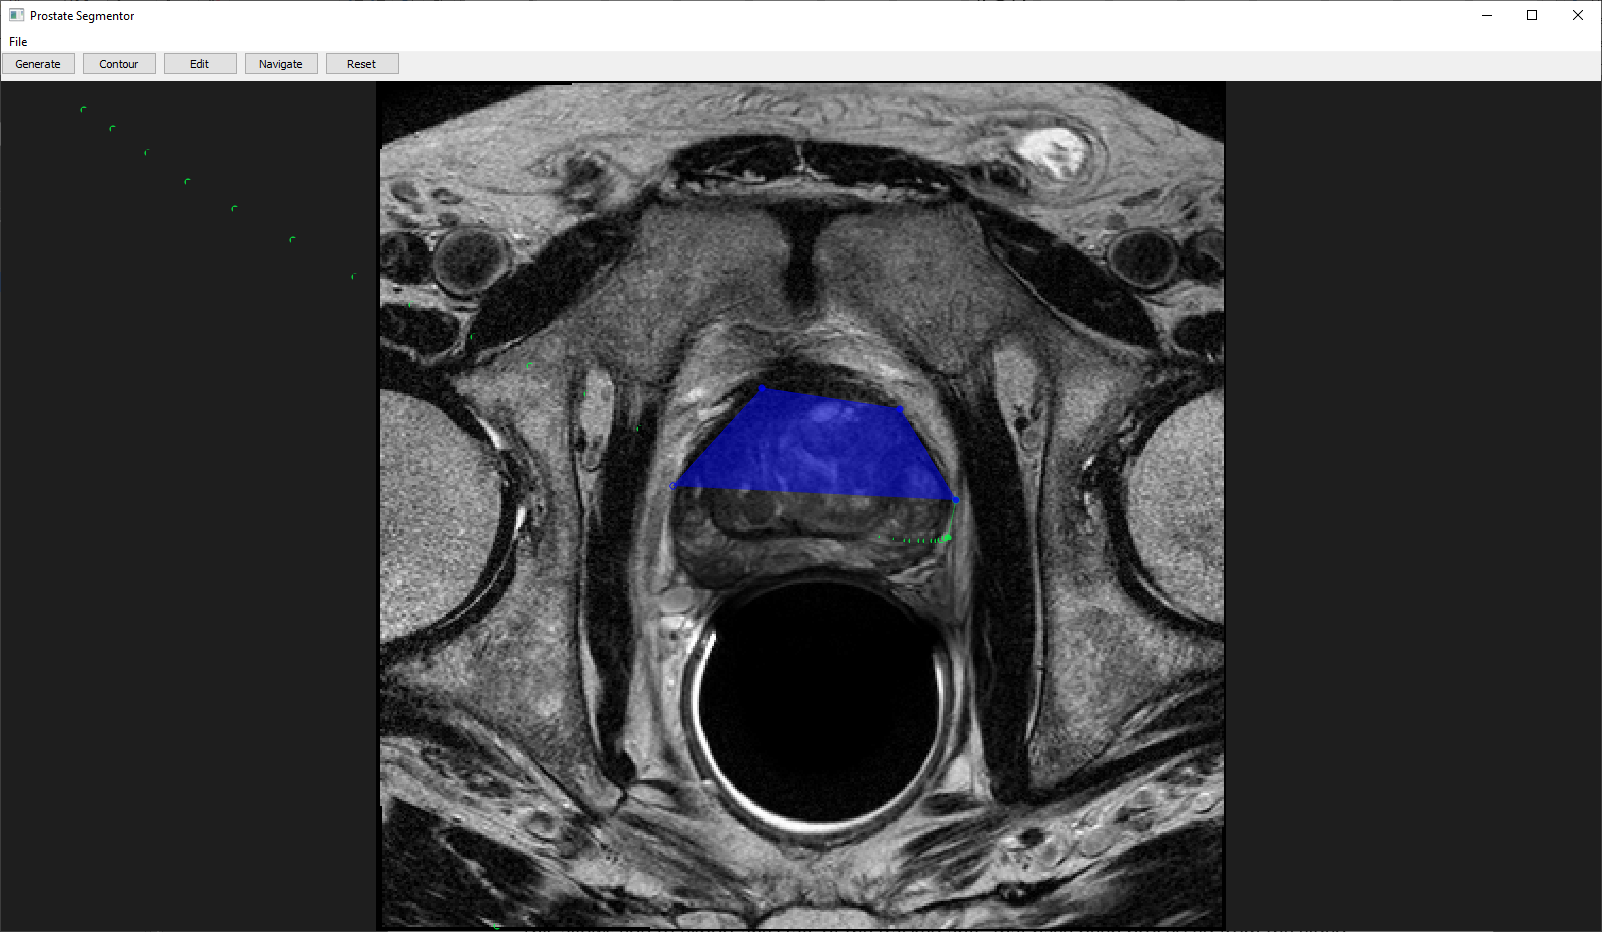 Prostate Segmentor
File
Generate Contour Edit Navigate Reset